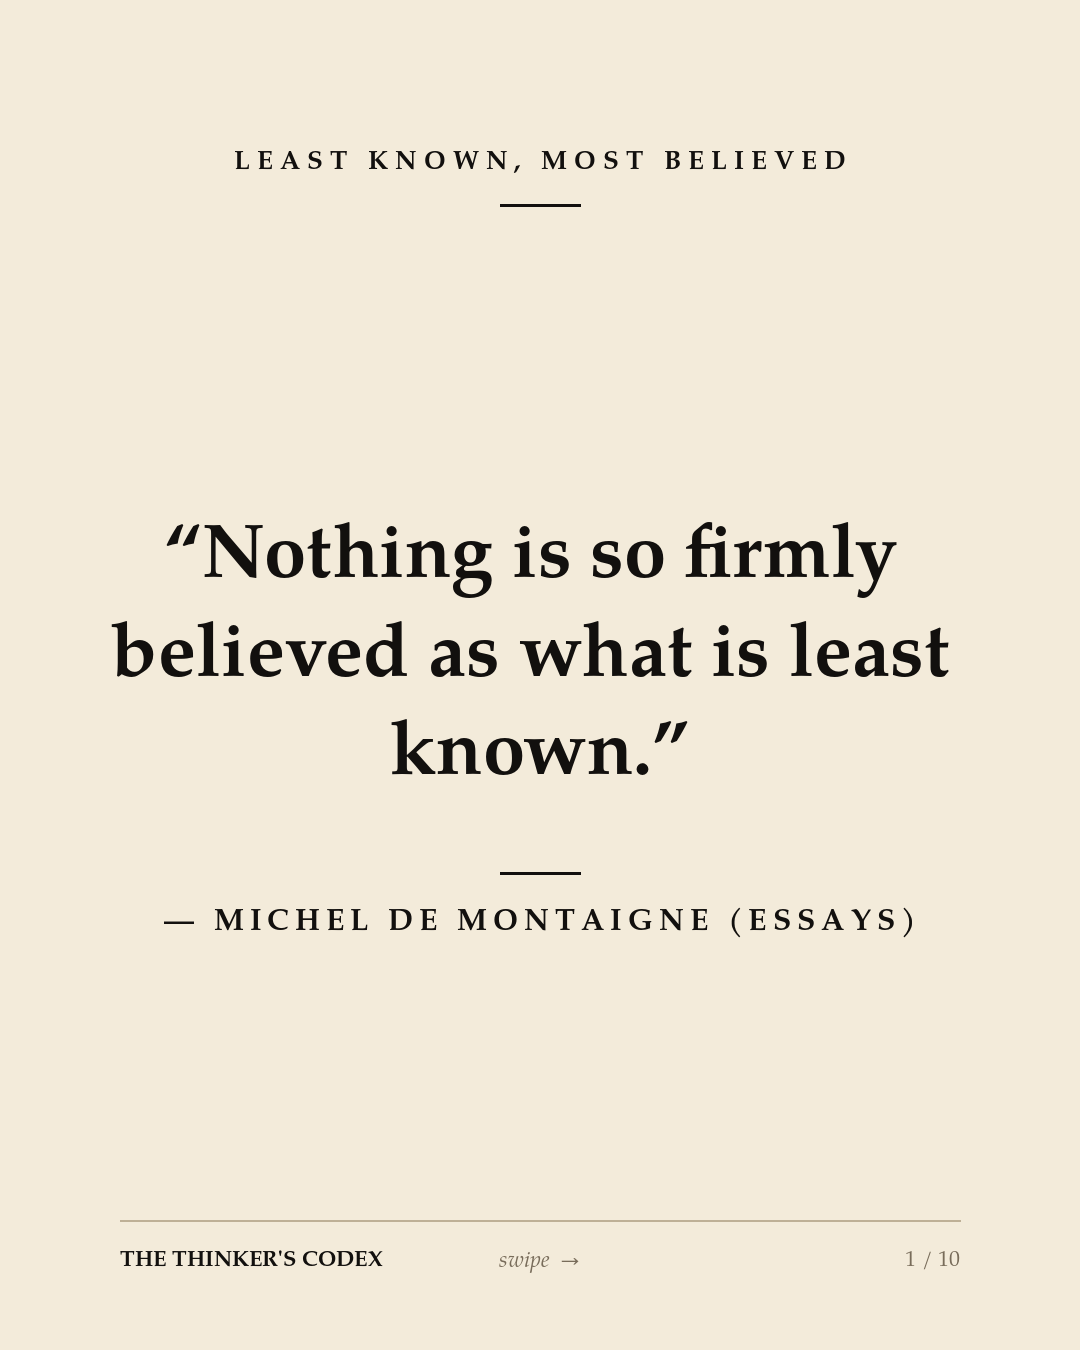 LEAST KNOWN, MOST BELIEVED
“Nothing is so firmly
believed as what is least
known.”
— MICHEL DE MONTAIGNE (ESSAYS)
THE THINKER'S CODEX
swipe →
1 / 10